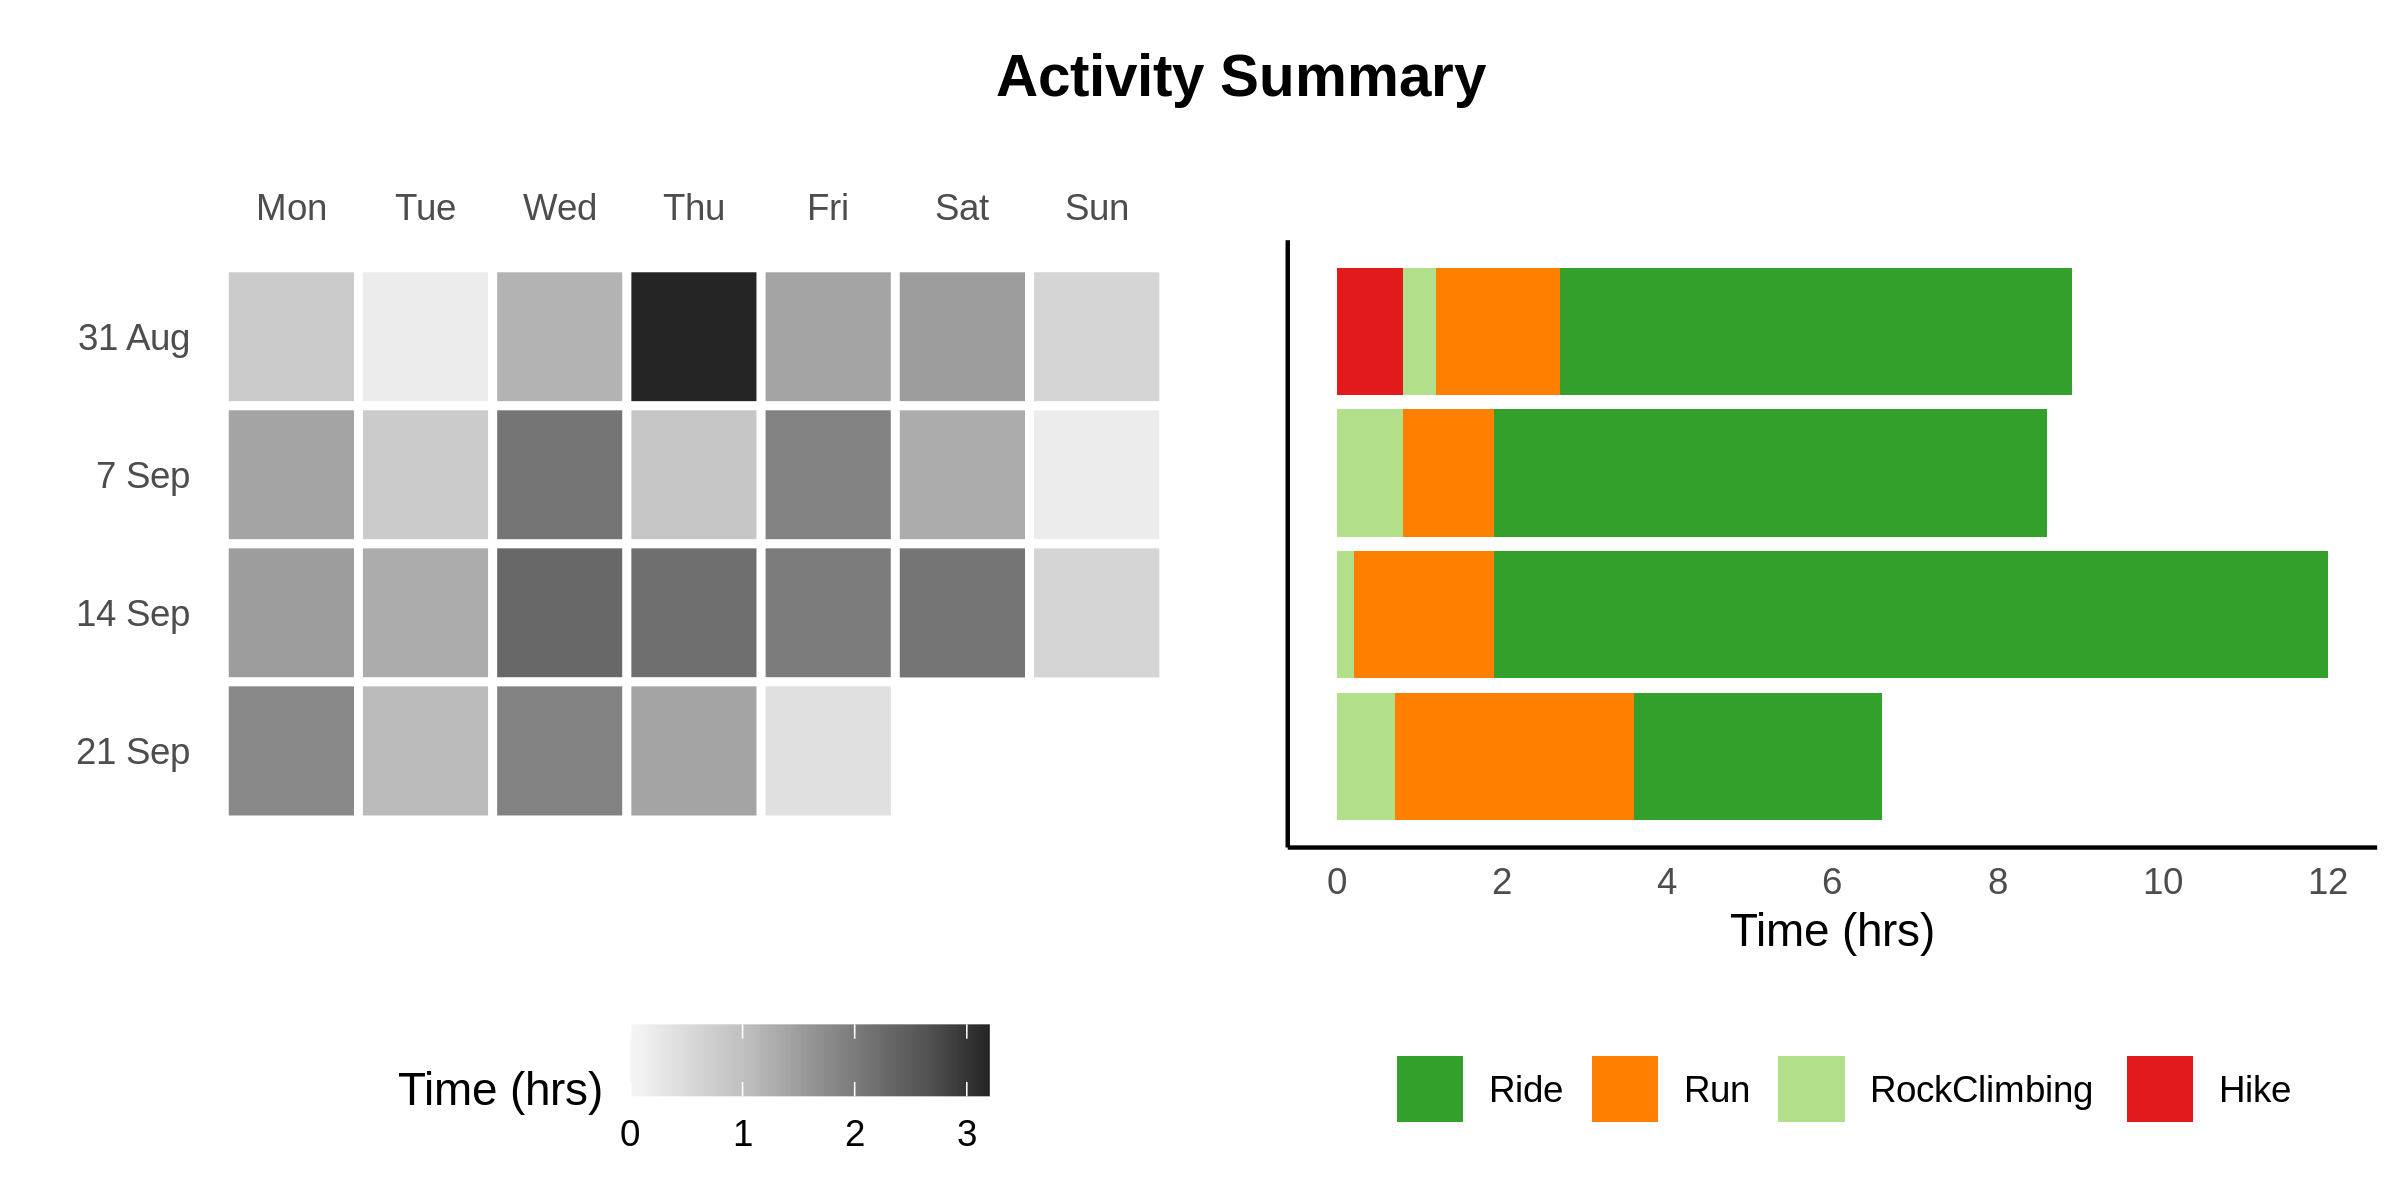 Activity Summary
Mon Tue Wed Thu Fri Sat Sun
31 Aug
7 Sep
14 Sep
21 Sep
0 2 4 6 8 10 12
Time (hrs)
Time (hrs)
0 1 2 3
Ride Run RockClimbing Hike